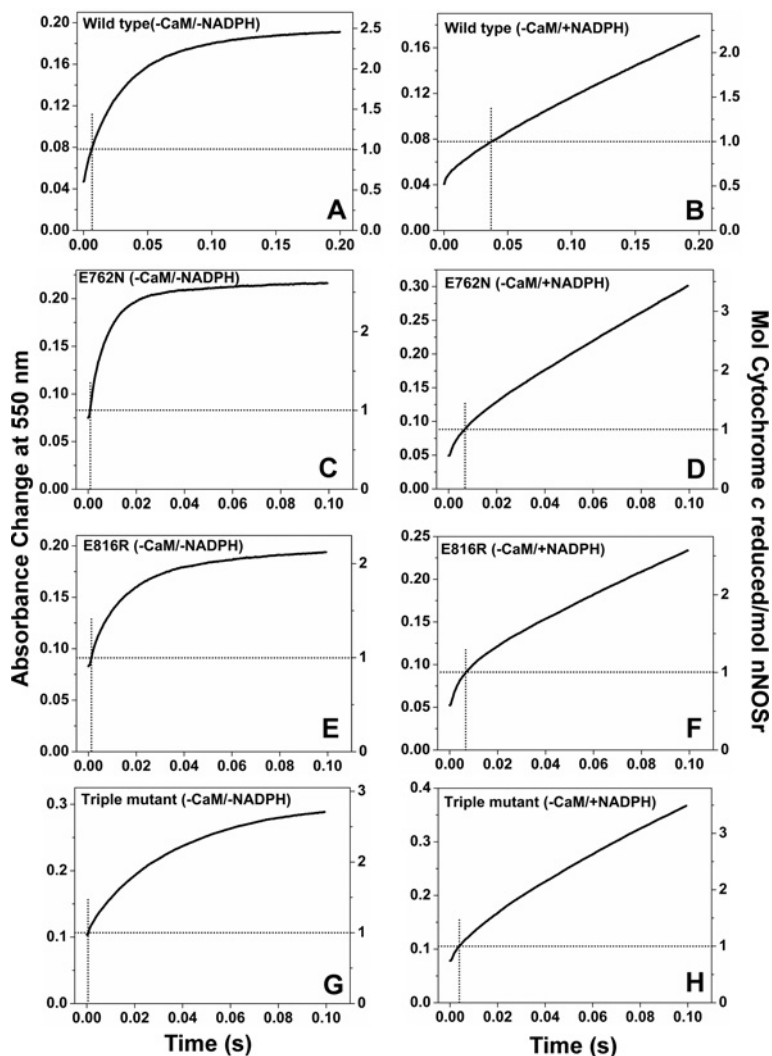 Absorbance Change at 550 nm
Mol Cytochrome c reduced/mol nNOSr
Wild type(-CaM/-NADPH)
0.20
0.16
0.12
0.08
0.04
0.00
2.5
2.0
1.5
1.0
0.5
0.0
0.00 0.05 0.10 0.15 0.20
A
Wild type (-CaM/+NADPH)
0.16
0.12
0.08
0.04
0.00
2.0
1.5
1.0
0.5
0.0
0.00 0.05 0.10 0.15 0.20
B
E762N (-CaM/-NADPH)
0.20
0.15
0.10
0.05
0.00
2
1
0
0.00 0.02 0.04 0.06 0.08 0.10
C
E762N (-CaM/+NADPH)
0.30
0.25
0.20
0.15
0.10
0.05
0.00
3
2
1
0
0.00 0.02 0.04 0.06 0.08 0.10
D
E816R (-CaM/-NADPH)
0.20
0.15
0.10
0.05
0.00
2
1
0
0.00 0.02 0.04 0.06 0.08 0.10
E
E816R (-CaM/+NADPH)
0.25
0.20
0.15
0.10
0.05
0.00
2
1
0
0.00 0.02 0.04 0.06 0.08 0.10
F
Triple mutant (-CaM/-NADPH)
0.3
0.2
0.1
0.0
3
2
1
0
0.00 0.02 0.04 0.06 0.08 0.10
G
Time (s)
Triple mutant (-CaM/+NADPH)
0.4
0.3
0.2
0.1
0.0
3
2
1
0
0.00 0.02 0.04 0.06 0.08 0.10
H
Time (s)